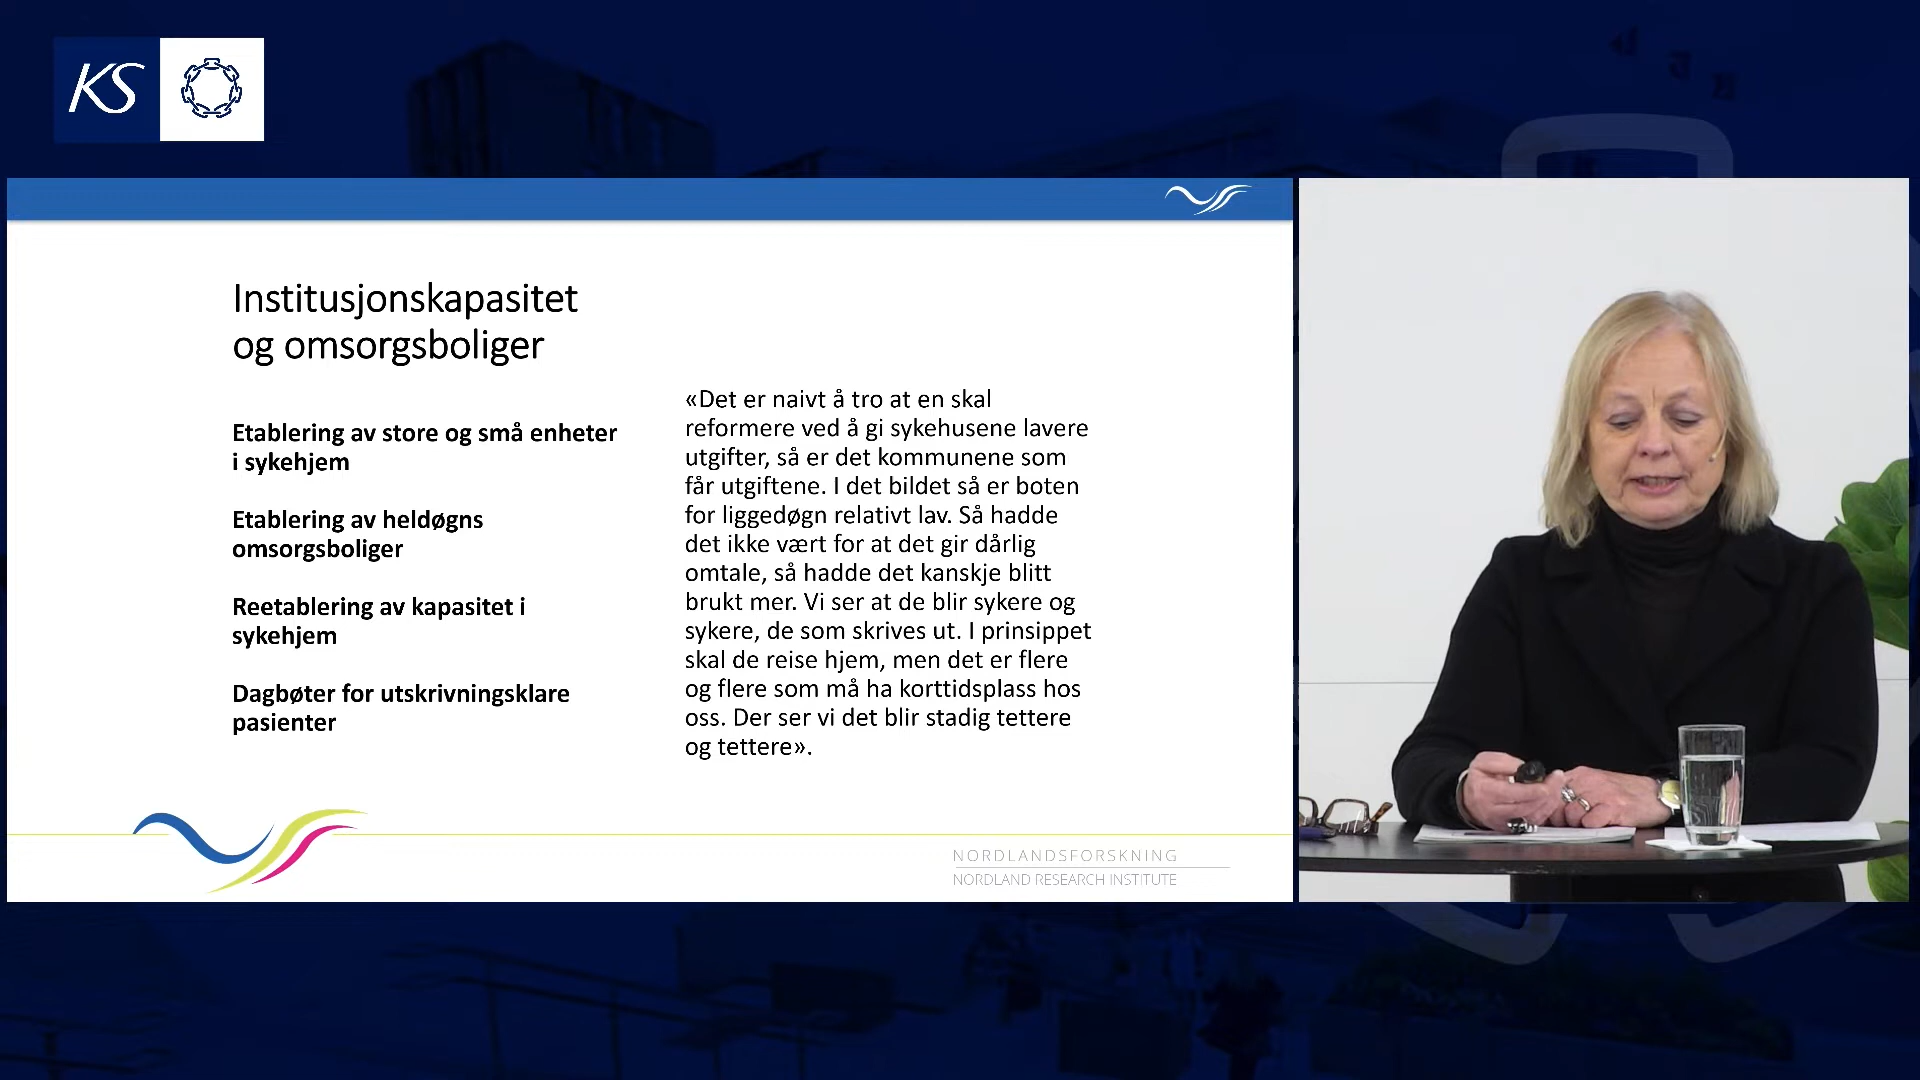 KS
Institusjonskapasitet
og omsorgsboliger
Etablering av store og små enheter
i sykehjem
Etablering av heldøgns
omsorgsboliger
Reetablering av kapasitet i
sykehjem
Dagbøter for utskrivningsklare
pasienter
«Det er naivt å tro at en skal
reformere ved å gi sykehusene lavere
utgifter, så er det kommunene som
får utgiftene. I det bildet så er boten
for liggedøgn relativt lav. Så hadde
det ikke vært for at det gir dårlig
omtale, så hadde det kanskje blitt
brukt mer. Vi ser at de blir sykere og
sykere, de som skrives ut. I prinsippet
skal de reise hjem, men det er flere
og flere som må ha korttidsplass hos
oss. Der ser vi det blir stadig tettere
og tettere».
NORDLANDSFORSKNING
NORDLAND RESEARCH INSTITUTE